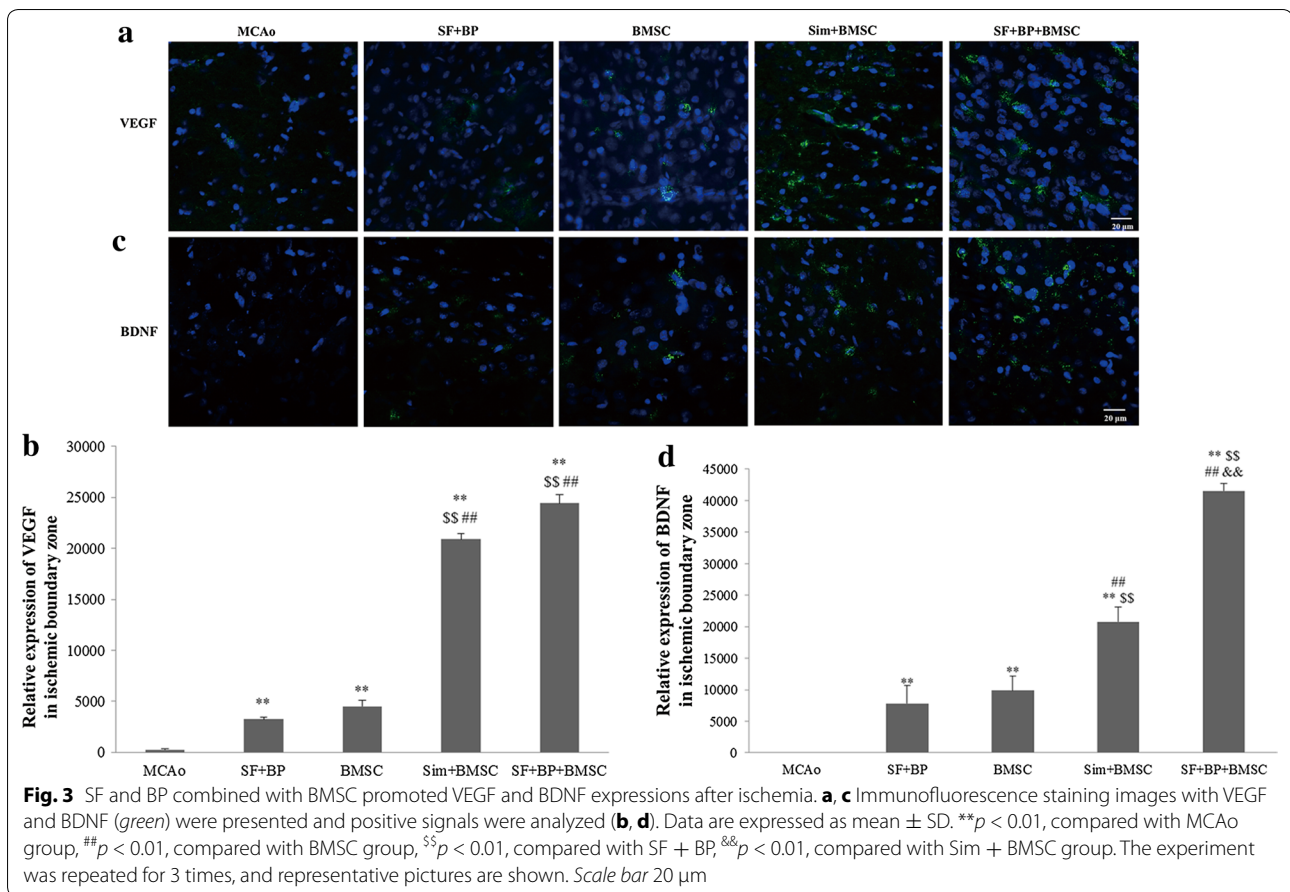 a
MCAo SF+BP BMSC Sim+BMSC SF+BP+BMSC
VEGF
20 μm
c
BDNF
20 μm
b
Relative expression of VEGF
in ischemic boundary zone
30000
25000
20000
15000
10000
5000
0
**
**
**
$$ ##
**
$$ ##
MCAo SF+BP BMSC Sim+BMSC SF+BP+BMSC
d
Relative expression of BDNF
in ischemic boundary zone
45000
40000
35000
30000
25000
20000
15000
10000
5000
0
**
**
##
** $$
** $$
## &&
MCAo SF+BP BMSC Sim+BMSC SF+BP+BMSC
Fig. 3 SF and BP combined with BMSC promoted VEGF and BDNF expressions after ischemia. a, c Immunofluorescence staining images with VEGF
and BDNF (green) were presented and positive signals were analyzed (b, d). Data are expressed as mean ± SD. **p < 0.01, compared with MCAo
group, ##p < 0.01, compared with BMSC group, $$p < 0.01, compared with SF + BP, &&p < 0.01, compared with Sim + BMSC group. The experiment
was repeated for 3 times, and representative pictures are shown. Scale bar 20 μm